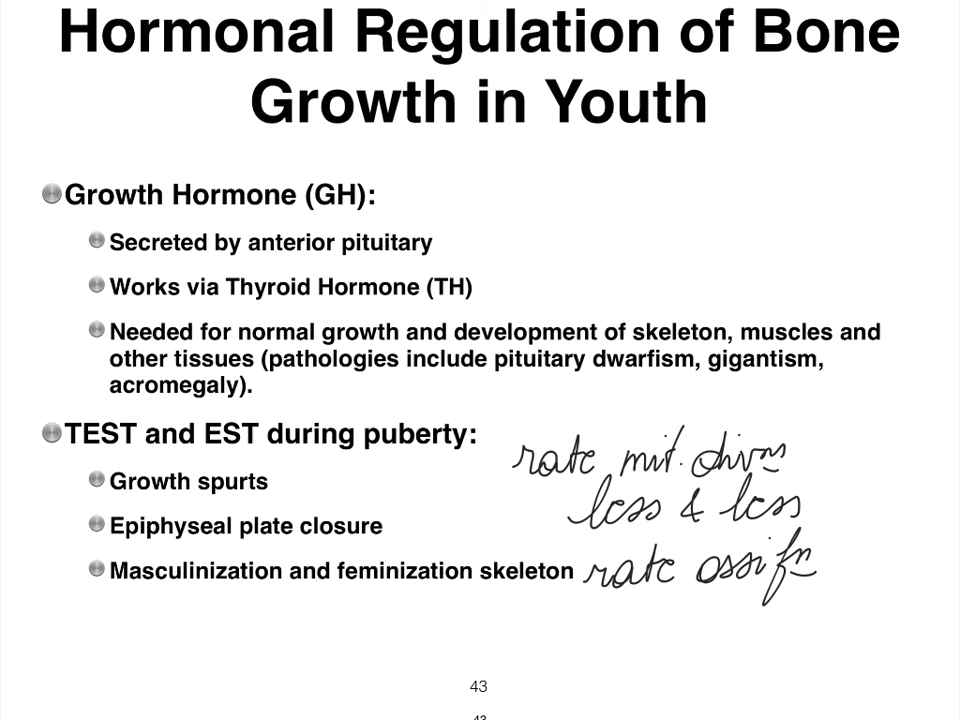 Hormonal Regulation of Bone
Growth in Youth
Growth Hormone (GH):
Secreted by anterior pituitary
Works via Thyroid Hormone (TH)
Needed for normal growth and development of skeleton, muscles and
other tissues (pathologies include pituitary dwarfism, gigantism,
acromegaly).
TEST and EST during puberty:
rate mit. divns
Growth spurts
less & less
Epiphyseal plate closure
Masculinization and feminization skeleton
rate ossifn
43
43